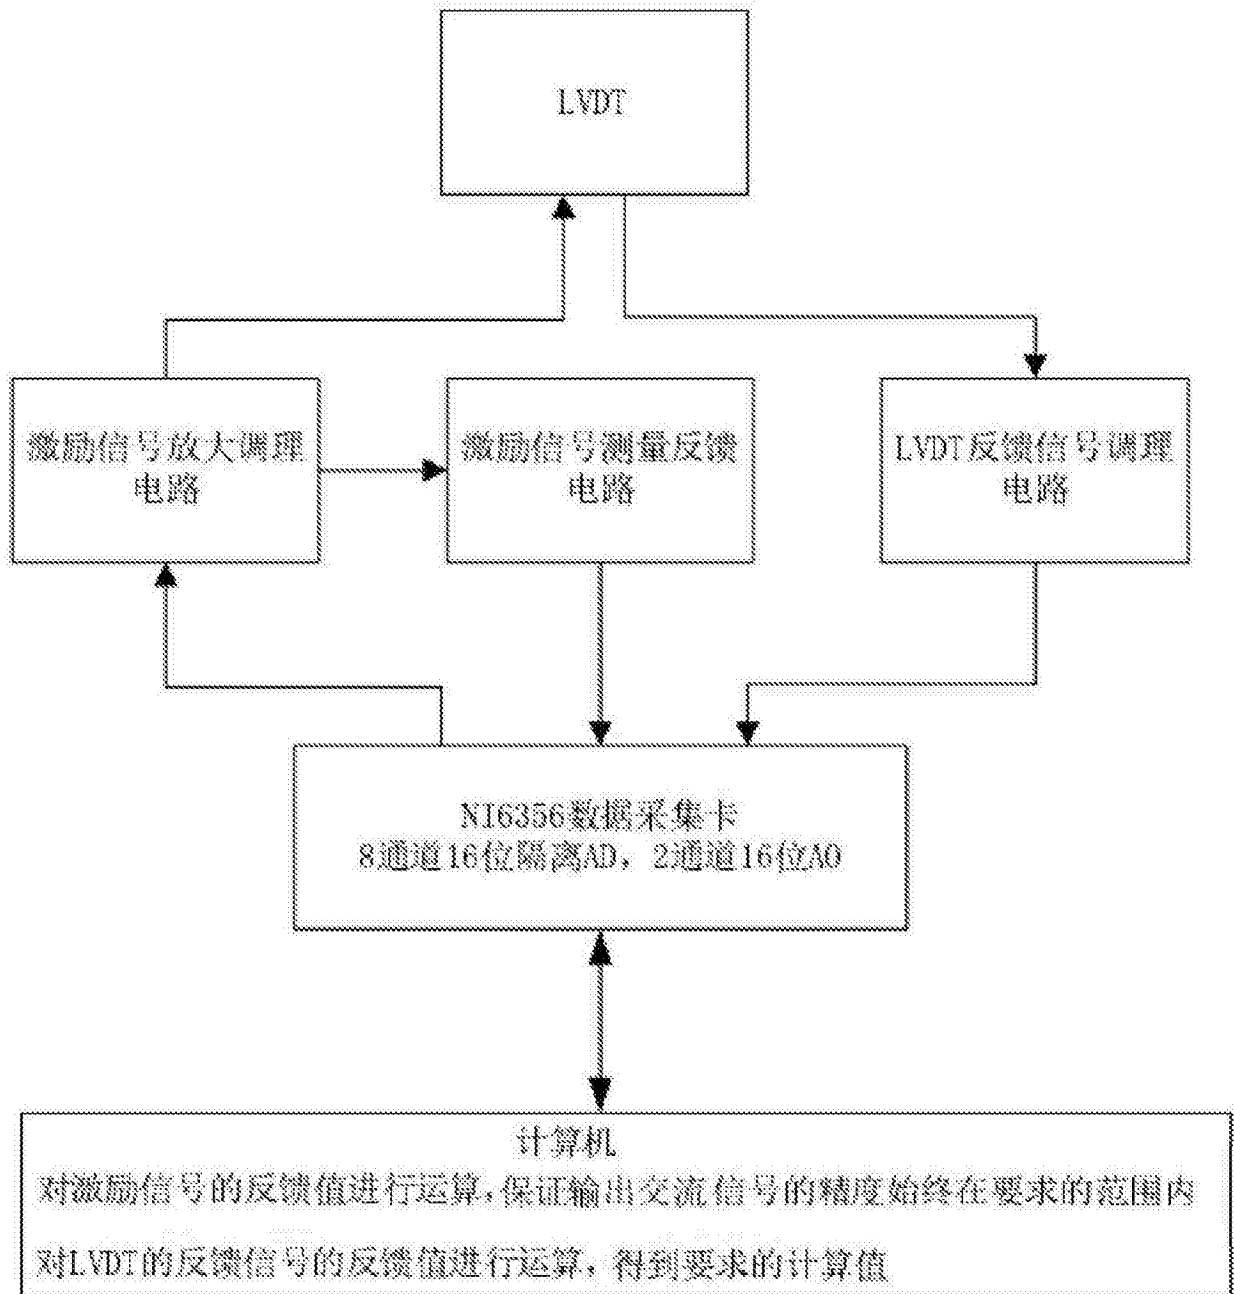 LVDT
激励信号放大调理
电路
激励信号测量反馈
电路
LVDT反馈信号调理
电路
NI6356数据采集卡
8通道16位隔离AD，2通道16位AO
计算机
对激励信号的反馈值进行运算，保证输出交流信号的精度始终在要求的范围内
对LVDT的反馈信号的反馈值进行运算，得到要求的计算值